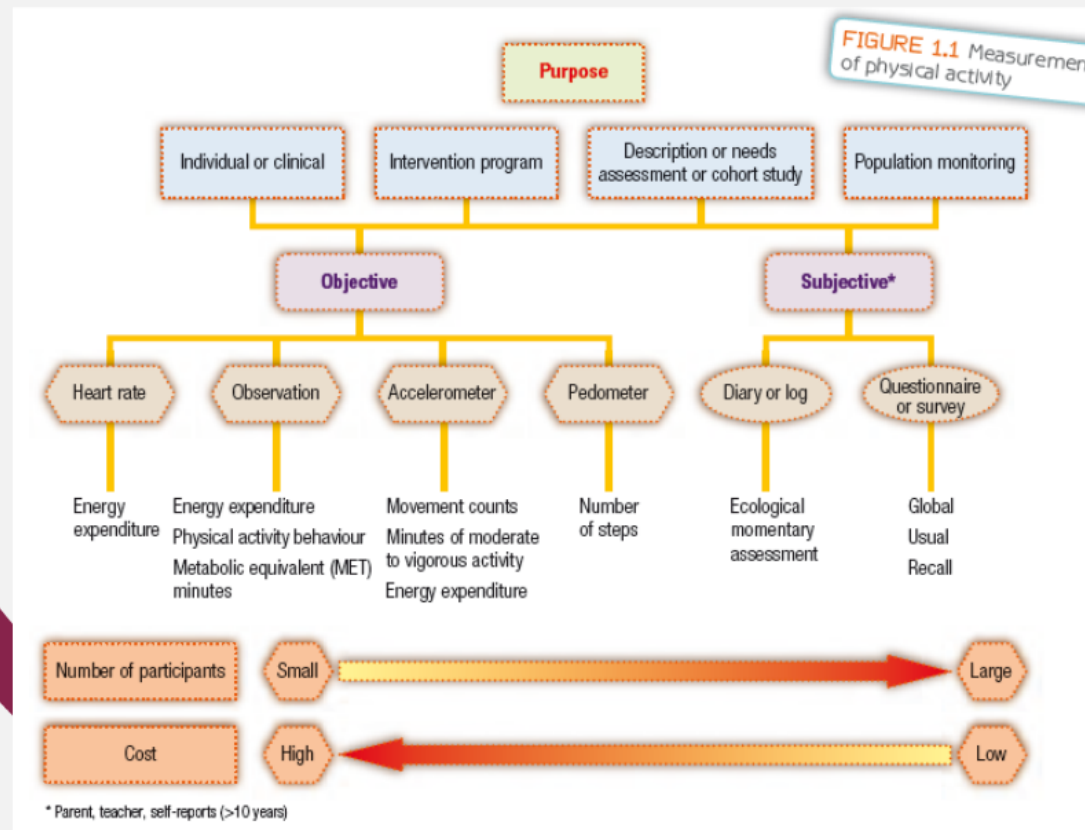 FIGURE 1.1 Measuremen
of physical activity
Purpose
Individual or clinical
Intervention program
Description or needs
assessment or cohort study
Population monitoring
Objective
Subjective*
Heart rate
Observation
Accelerometer
Pedometer
Diary or log
Questionnaire
or survey
Energy
expenditure
Energy expenditure
Physical activity behaviour
Metabolic equivalent (MET)
minutes
Movement counts
Minutes of moderate
to vigorous activity
Energy expenditure
Number
of steps
Ecological
momentary
assessment
Global
Usual
Recall
Number of participants
Small
Large
Cost
High
Low
* Parent, teacher, self-reports (>10 years)